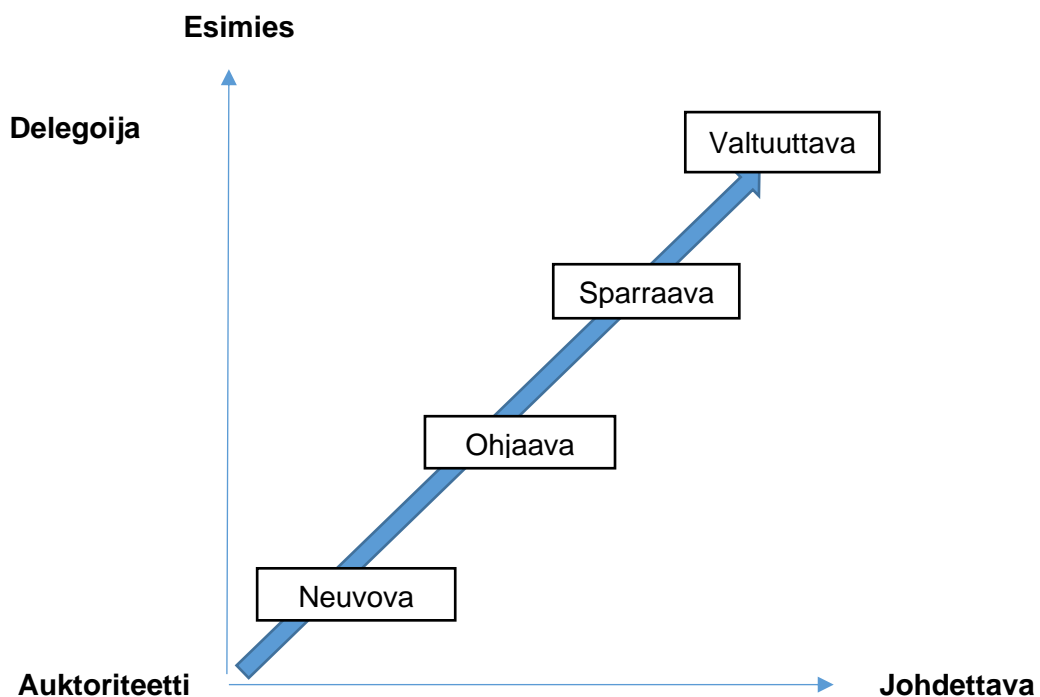 Esimies
Delegoija
Valtuuttava
Sparraava
Ohjaava
Neuvova
Auktoriteetti
Johdettava